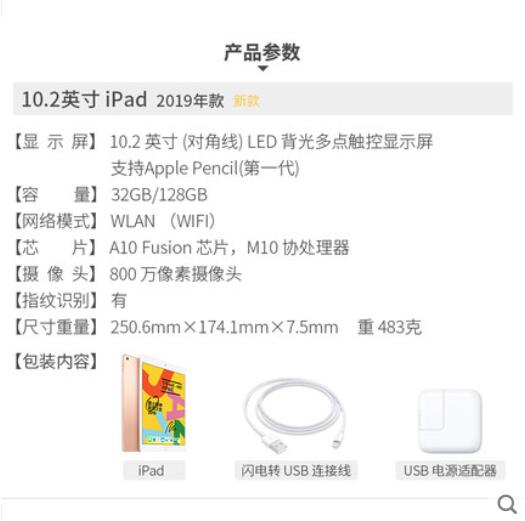 产品参数
10.2英寸 iPad 2019年款 新款
【显 示 屏】 10.2 英寸 (对角线) LED 背光多点触控显示屏
支持Apple Pencil(第一代)
【容 量】 32GB/128GB
【网络模式】 WLAN （WIFI）
【芯 片】 A10 Fusion 芯片，M10 协处理器
【摄 像 头】 800 万像素摄像头
【指纹识别】 有
【尺寸重量】 250.6mm×174.1mm×7.5mm 重 483克
【包装内容】
iPad
闪电转 USB 连接线
USB 电源适配器